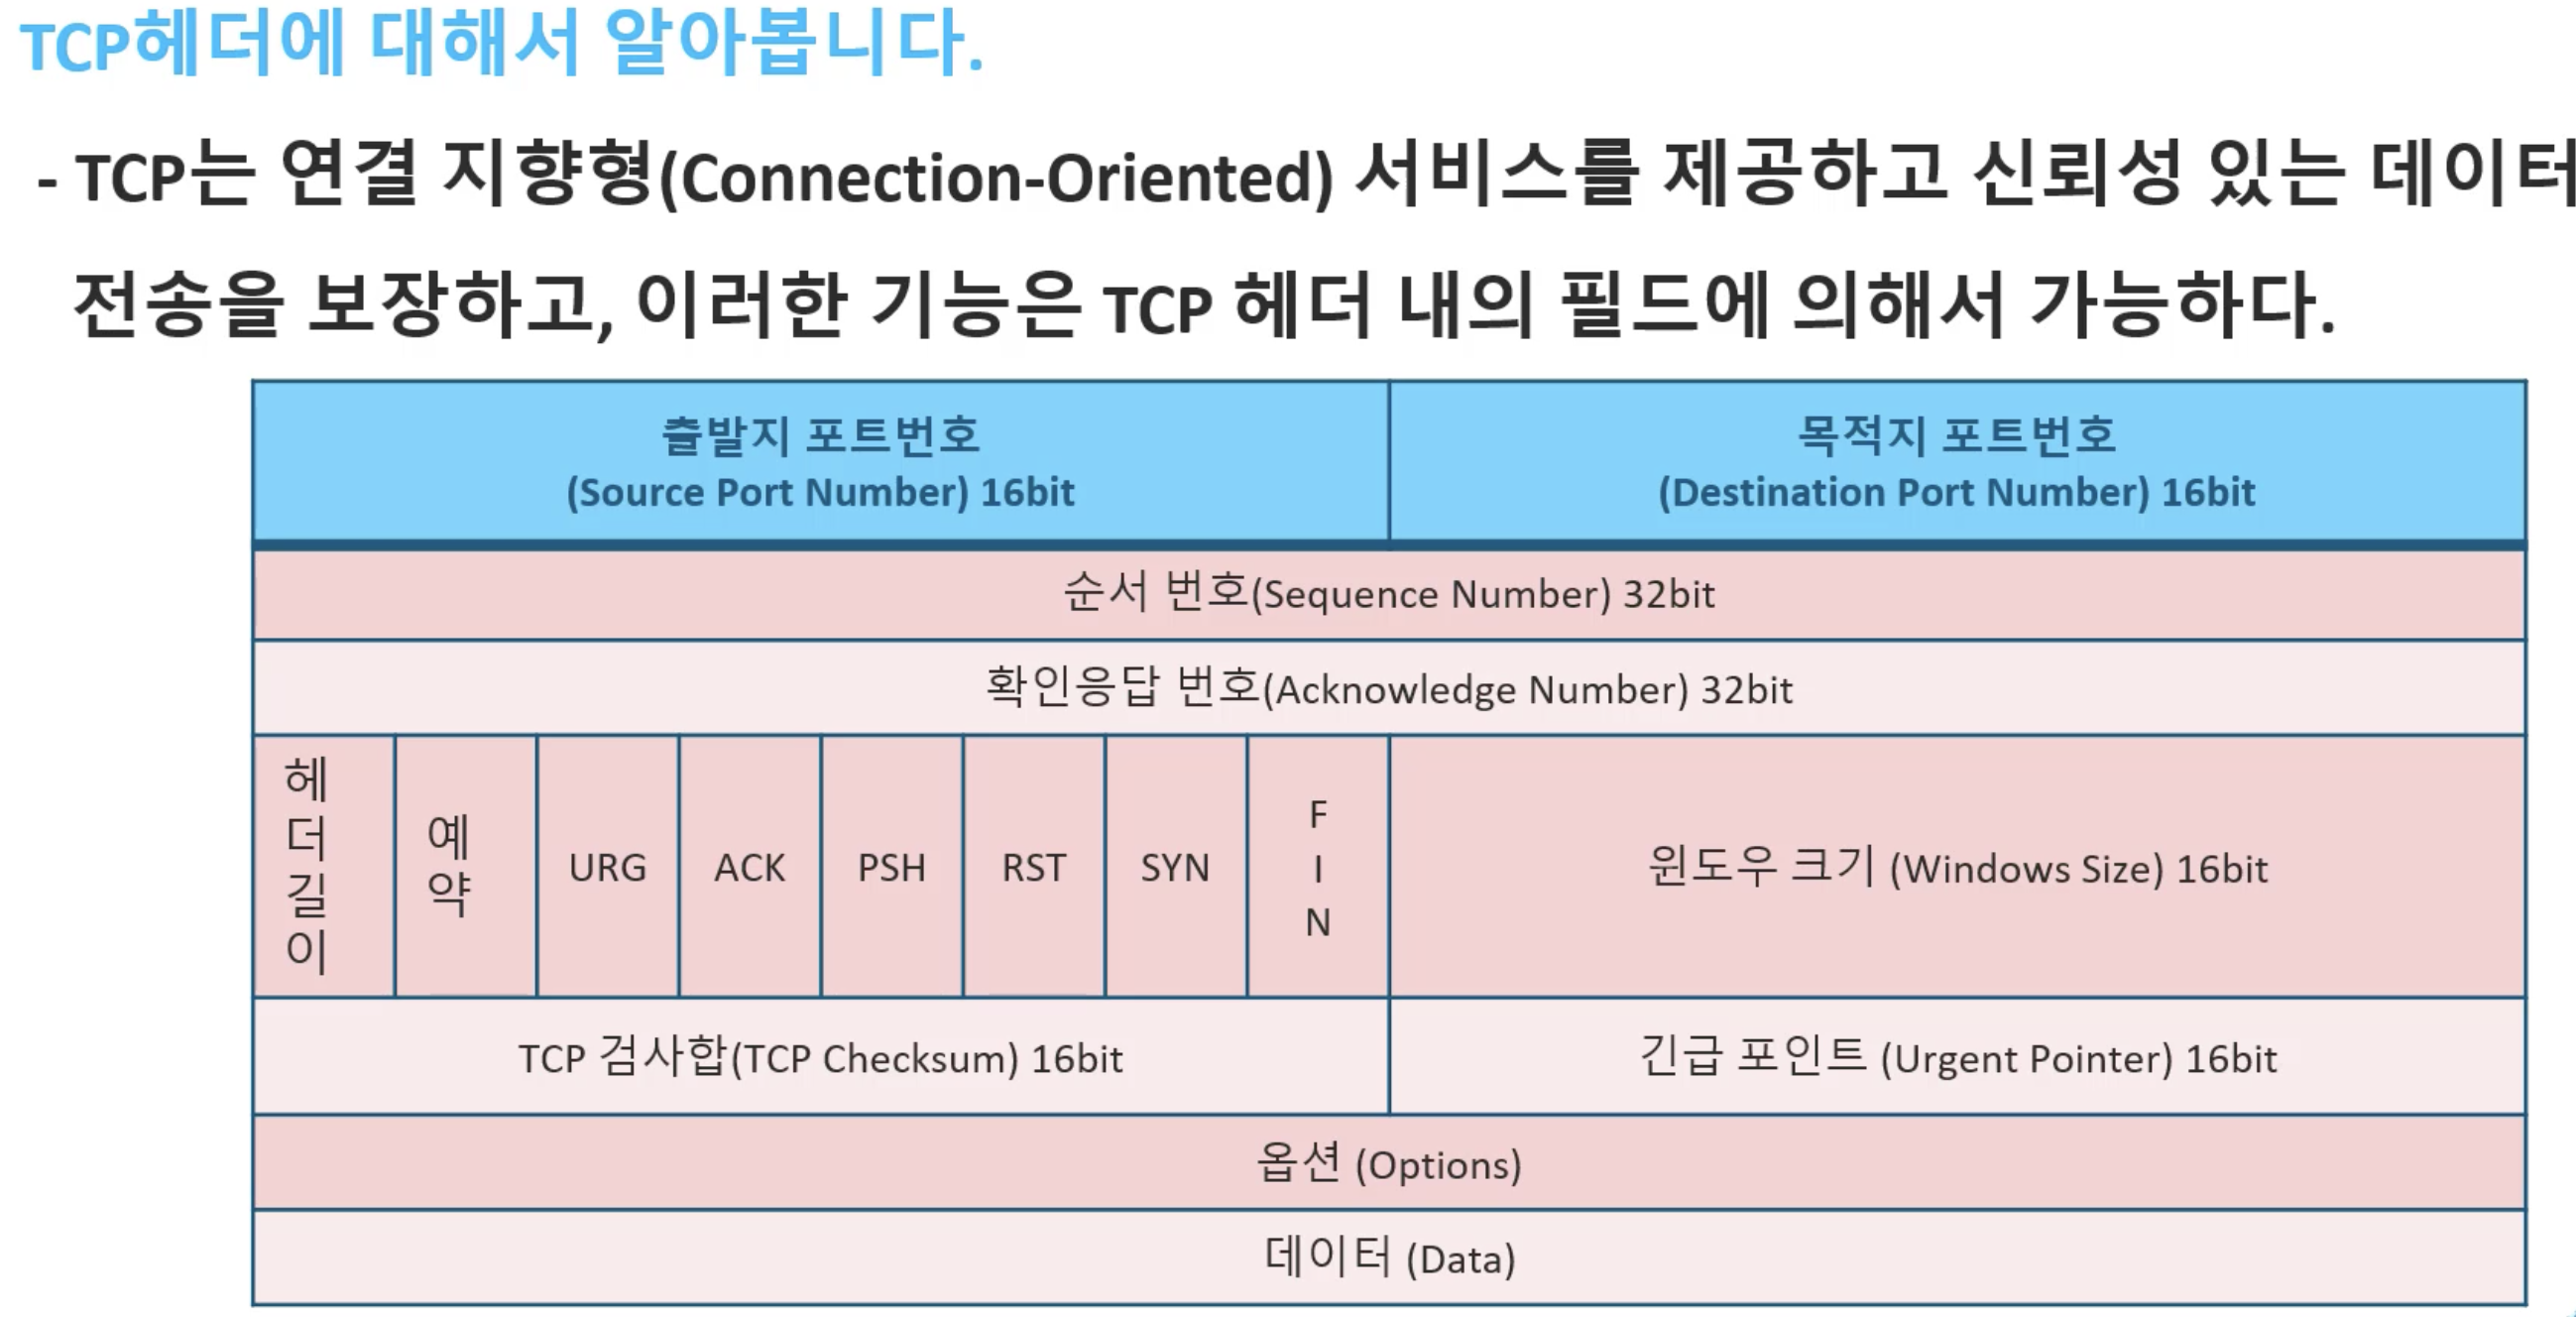 TCP헤더에 대해서 알아봅니다.
- TCP는 연결 지향형(Connection-Oriented) 서비스를 제공하고 신뢰성 있는 데이터
전송을 보장하고, 이러한 기능은 TCP 헤더 내의 필드에 의해서 가능하다.
출발지 포트번호
(Source Port Number) 16bit
목적지 포트번호
(Destination Port Number) 16bit
순서 번호(Sequence Number) 32bit
확인응답 번호(Acknowledge Number) 32bit
헤
더
길
이
예
약
URG
ACK
PSH
RST
SYN
F
I
N
윈도우 크기 (Windows Size) 16bit
TCP 검사합(TCP Checksum) 16bit
긴급 포인트 (Urgent Pointer) 16bit
옵션 (Options)
데이터 (Data)